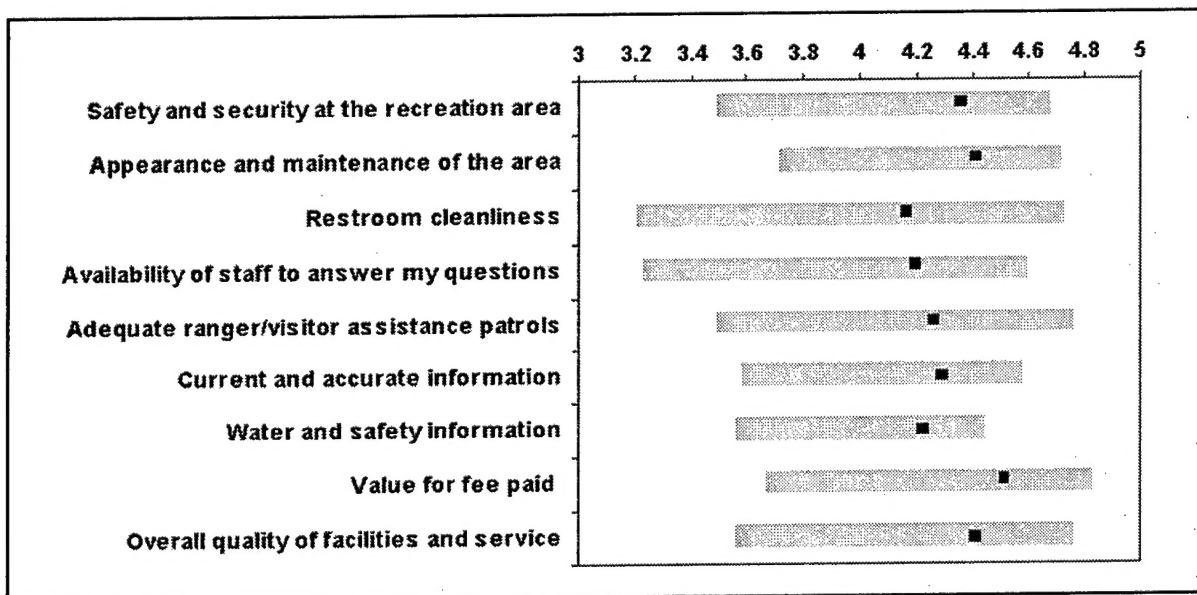 3 3.2 3.6 3.8 4 4.2 4.4 4.6 4.8 5
Safety and security at the recreation area
Appearance and maintenance of the area
Restroom cleanliness
Availability of staff to answer my questions
Adequate ranger/visitor assistance patrols
Current and accurate information
Water and safety information
Value for fee paid
Overall quality of facilities and service